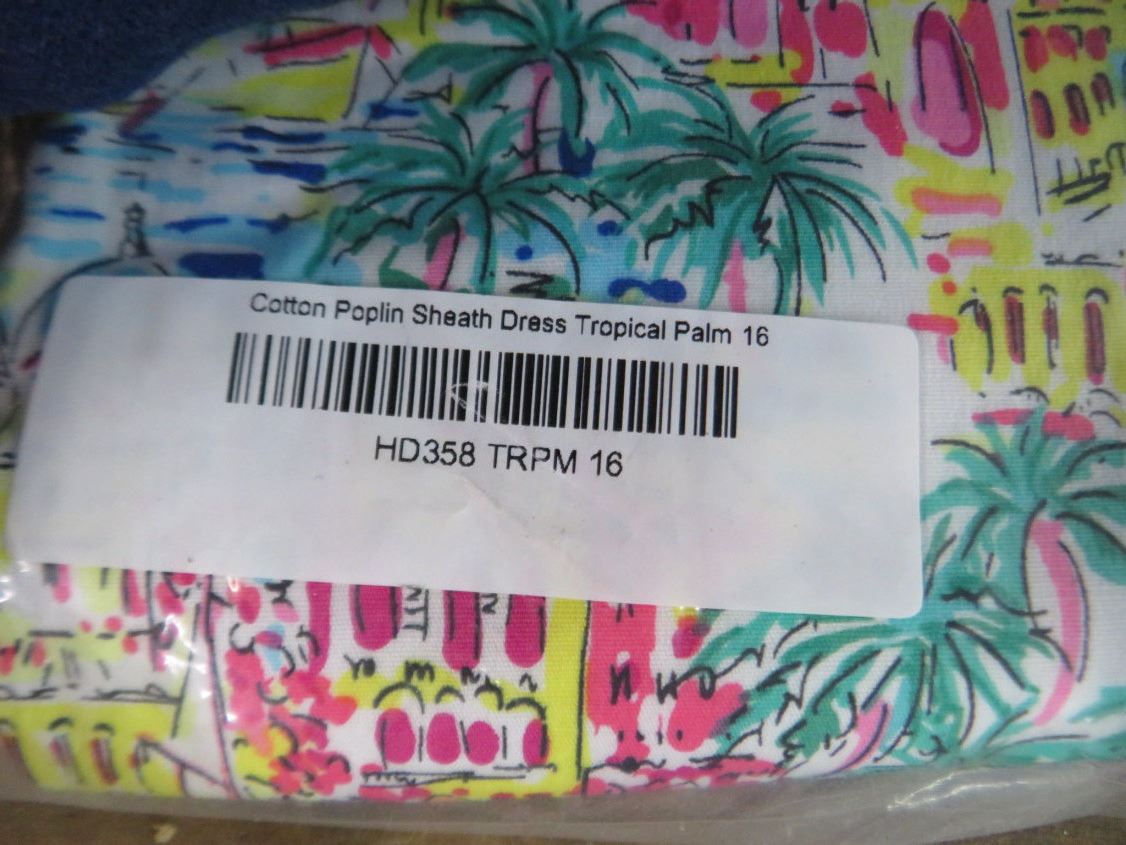 Cotton Poplin Sheath Dress Tropical Palm 16
HD358 TRPM 16